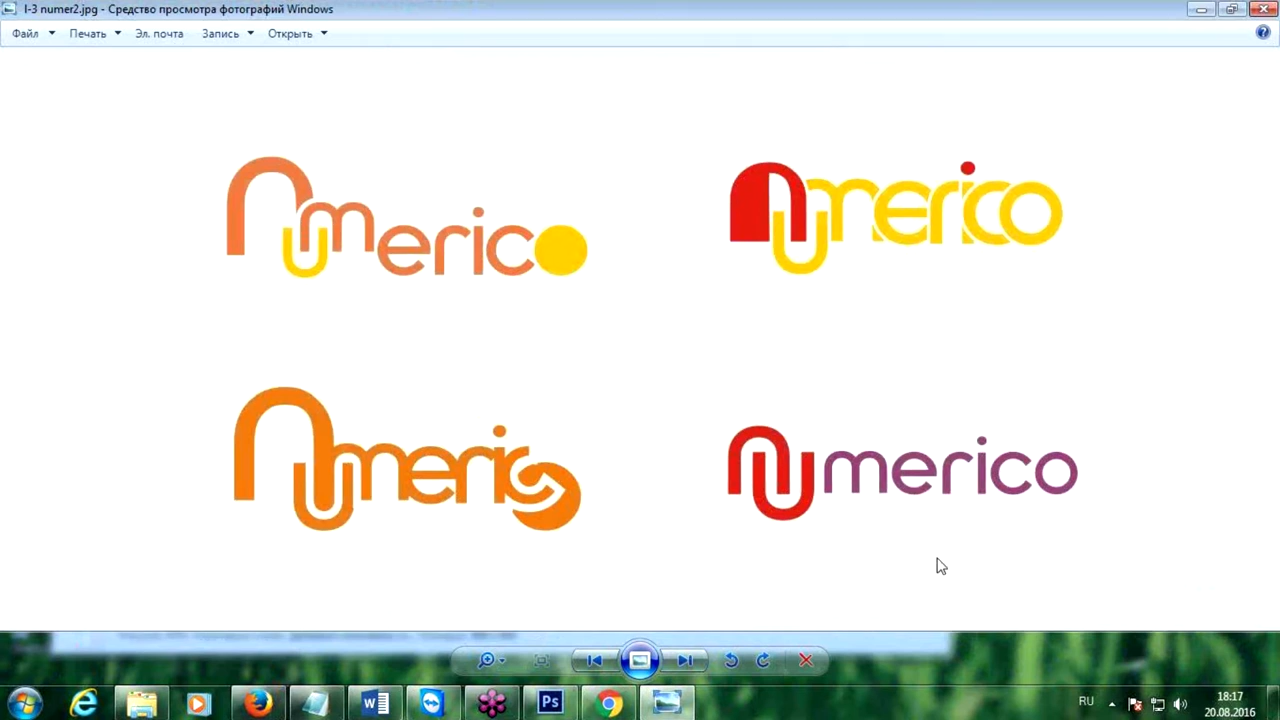 I-3 numer2.jpg - Средство просмотра фотографий Windows
Файл Печать Эл. почта Запись Открыть
Numerico
Numerico
Numerico
Numerico
RU 18:17
20.08.2016